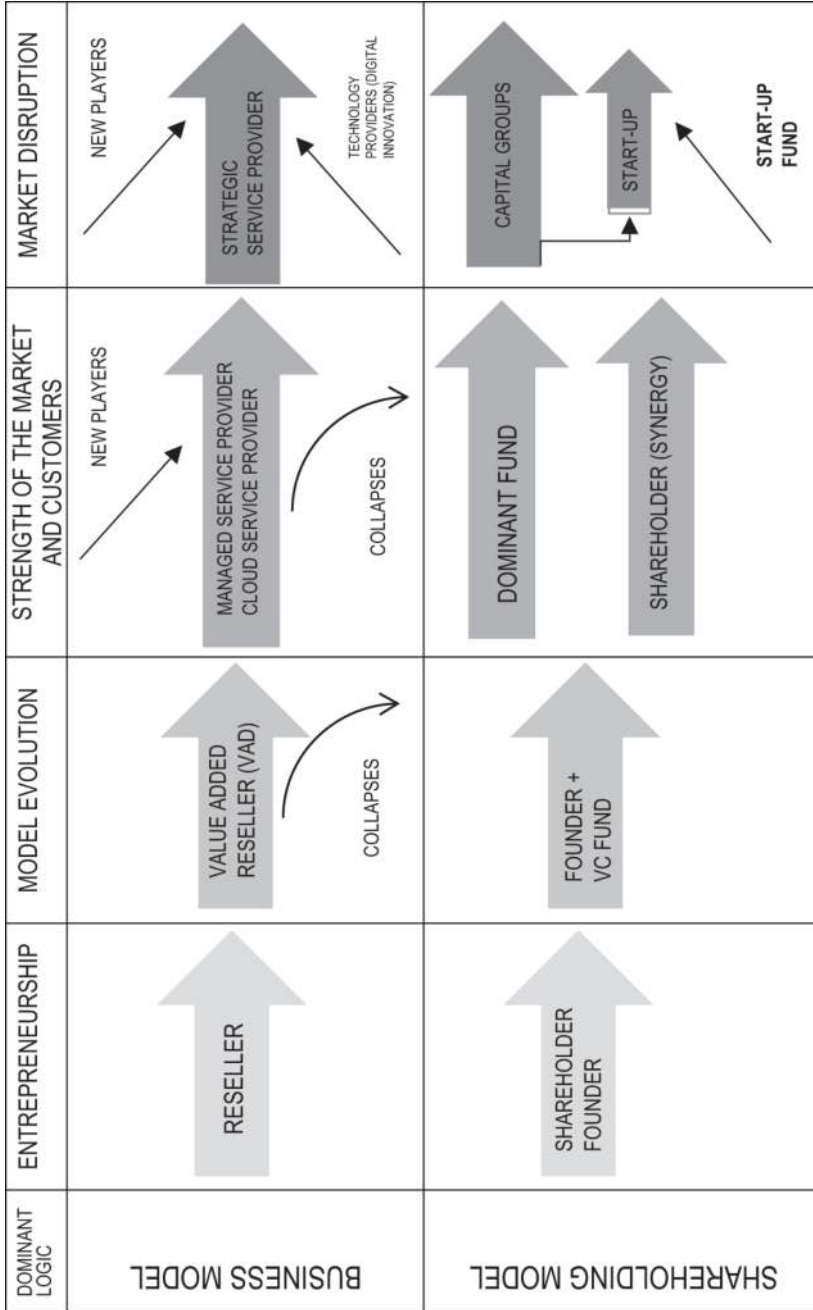 DOMINANT
LOGIC
ENTREPRENEURSHIP
MODEL EVOLUTION
STRENGTH OF THE MARKET
AND CUSTOMERS
MARKET DISRUPTION
BUSINESS MODEL
RESELLER
VALUE ADDED
RESELLER (VAD)
COLLAPSES
NEW PLAYERS
MANAGED SERVICE PROVIDER
CLOUD SERVICE PROVIDER
COLLAPSES
NEW PLAYERS
STRATEGIC
SERVICE PROVIDER
TECHNOLOGY
PROVIDERS (DIGITAL
INNOVATION)
SHAREHOLDING MODEL
SHAREHOLDER
FOUNDER
FOUNDER +
VC FUND
DOMINANT FUND
SHAREHOLDER (SYNERGY)
CAPITAL GROUPS
START-UP
START-UP
FUND